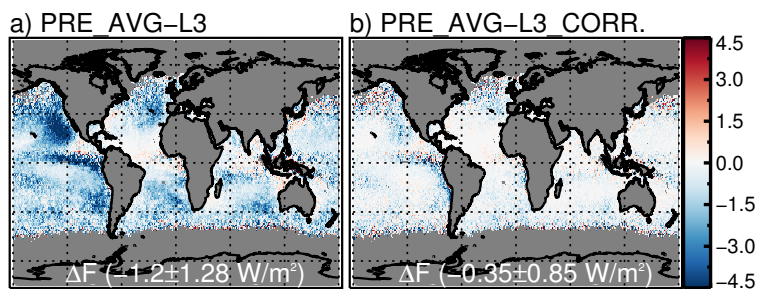 a) PRE_AVG−L3
b) PRE_AVG−L3_CORR.
4.5
3.0
1.5
0.0
−1.5
−3.0
−4.5
ΔF (−1.2±1.28 W/m²)
ΔF (−0.35±0.85 W/m²)